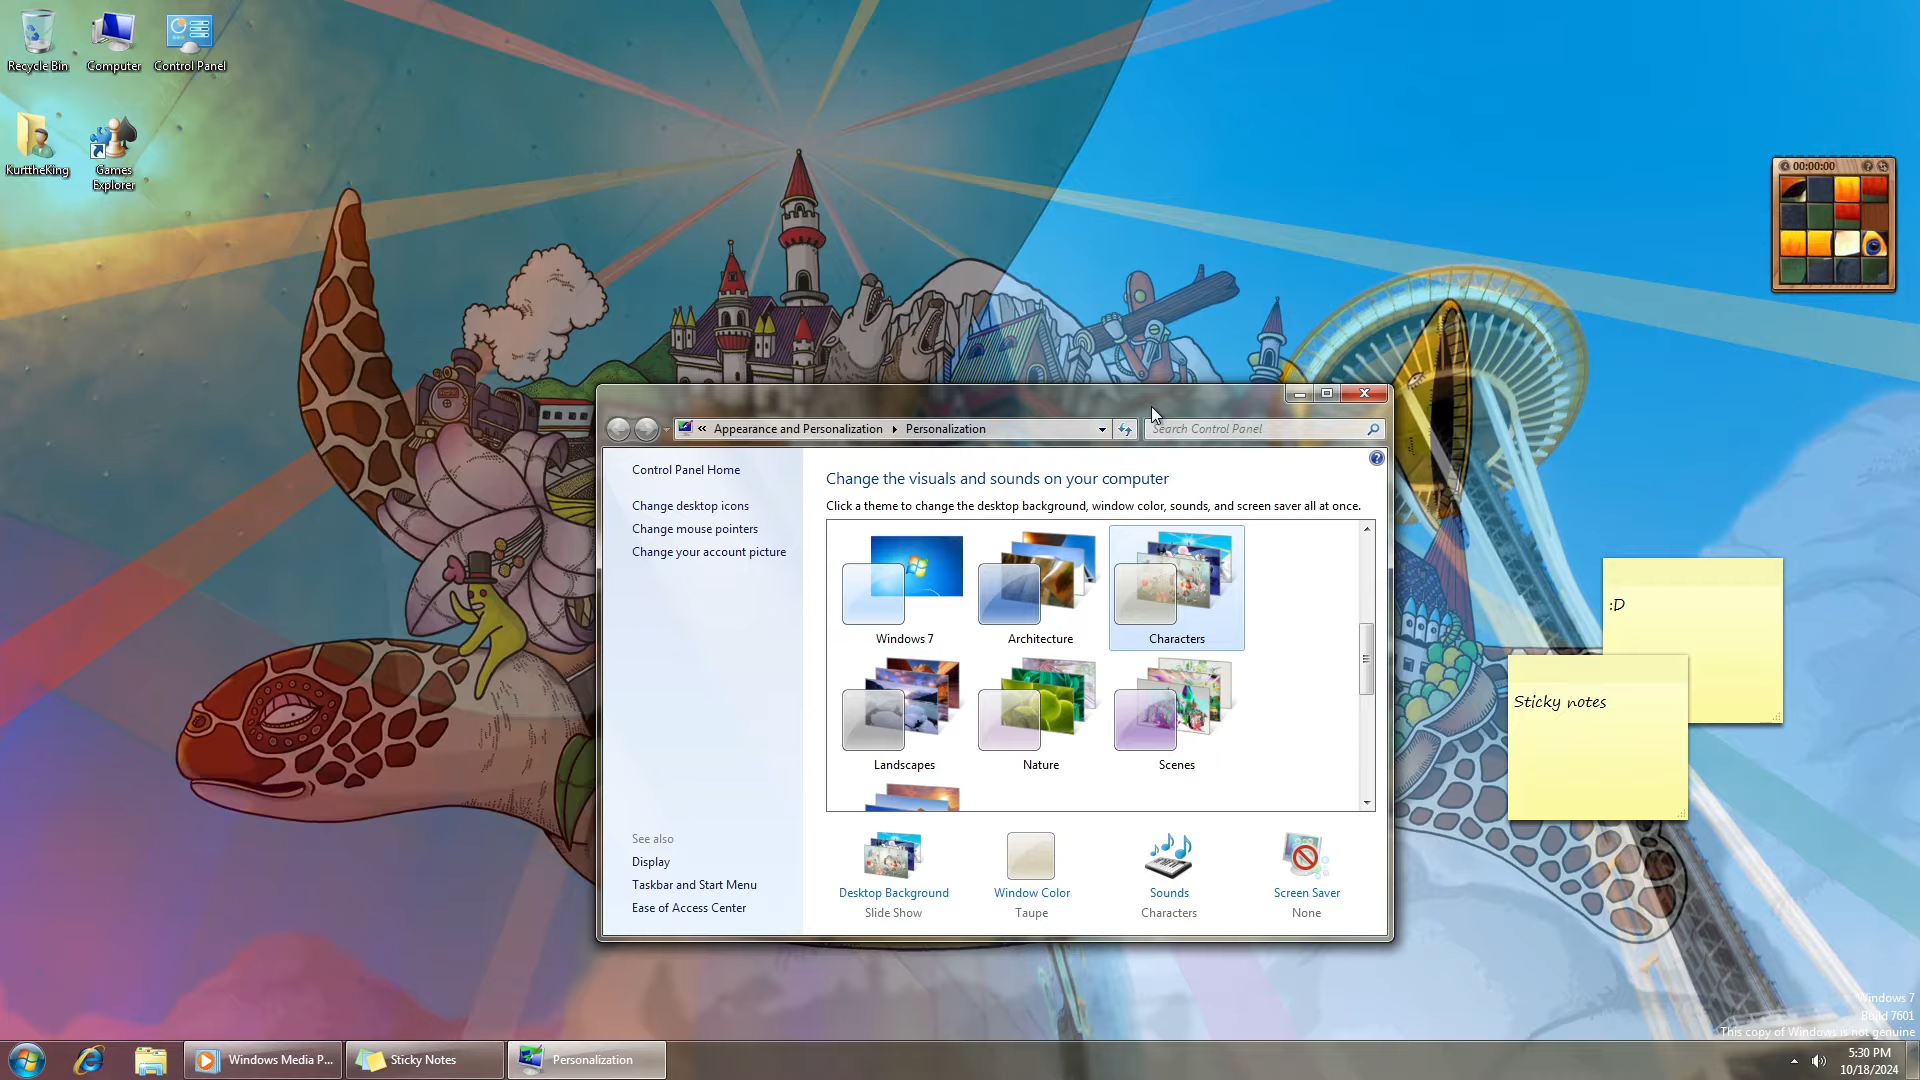 Recycle Bin
Computer
Control Panel
KurttheKing
Games
Explorer
00:00:00
« Appearance and Personalization Personalization
Search Control Panel
Control Panel Home
Change desktop icons
Change mouse pointers
Change your account picture
See also
Display
Taskbar and Start Menu
Ease of Access Center
Change the visuals and sounds on your computer
Click a theme to change the desktop background, window color, sounds, and screen saver all at once.
Windows 7
Architecture
Characters
Landscapes
Nature
Scenes
Desktop Background
Slide Show
Window Color
Taupe
Sounds
Characters
Screen Saver
None
:D
Sticky notes
Windows 7
Build 7601
This copy of Windows is not genuine
Windows Media P...
Sticky Notes
Personalization
5:30 PM
10/18/2024